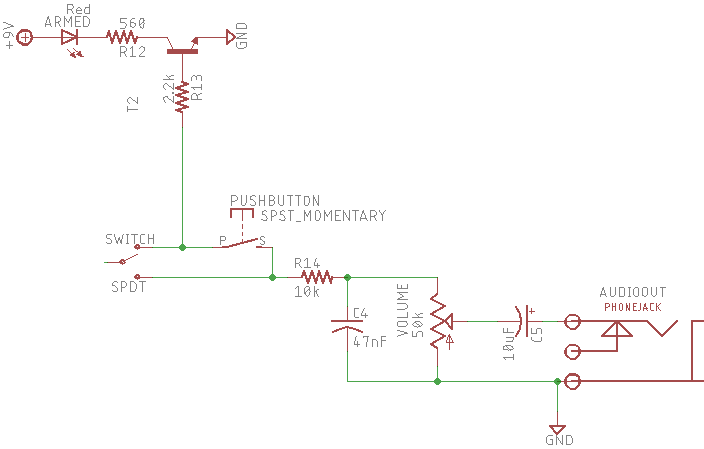 Red
ARMED
+9V
560
R12
GND
2.2k
R13
T2
PUSHBUTTON
SPST_MOMENTARY
SWITCH
P
S
SPDT
R14
10k
C4
47nF
VOLUME
50k
10uF
+
C5
AUDIOOUT
PHONEJACK
GND